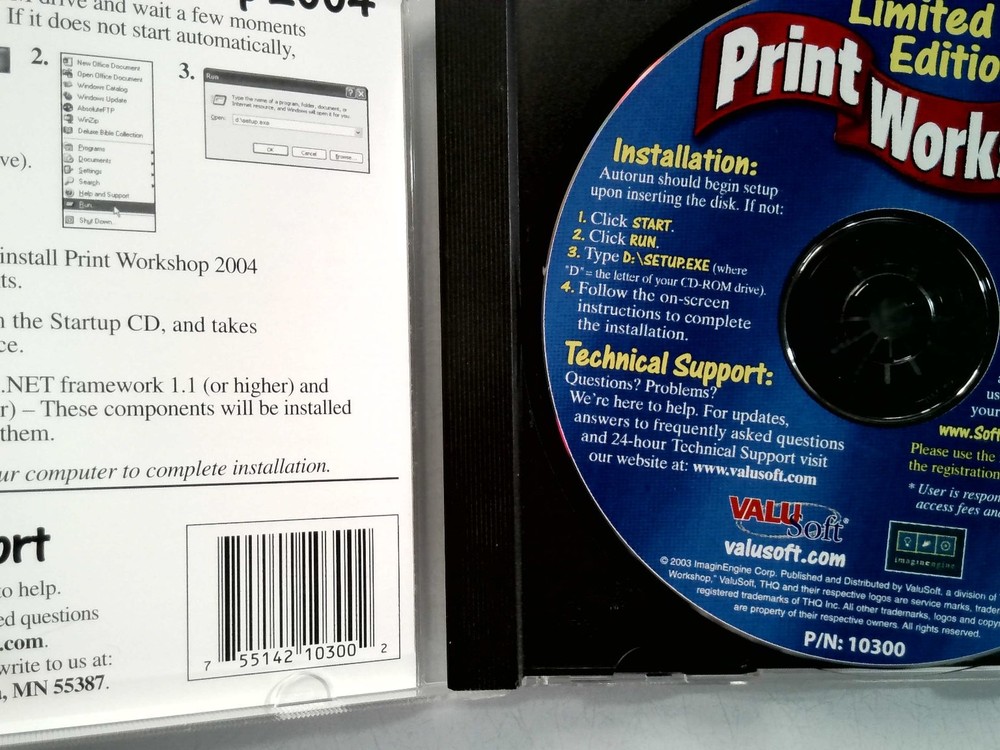 2004
drive and wait a few moments
If it does not start automatically,
2.
New Office Document
Open Office Document
Windows Catalog
Windows Update
AbsoluteFTP
WinZip
Deluxe Bible Collection
Programs
Documents
Settings
Search
Help and Support
Run...
Shut Down...
3.
Run
Type the name of a program, folder, document, or
Internet resource, and Windows will open it for you.
Open: d:\setup.exe
OK Cancel Browse...
ve).
install Print Workshop 2004
ts.
the Startup CD, and takes
ce.
.NET framework 1.1 (or higher) and
r) – These components will be installed
them.
ur computer to complete installation.
ort
to help.
ed questions
.com.
write to us at:
, MN 55387.
7 55142 10300 2
Limited
Editio
Print
Works
Installation:
Autorun should begin setup
upon inserting the disk. If not:
1. Click START.
2. Click RUN.
3. Type D:\SETUP.EXE (where
"D" = the letter of your CD-ROM drive).
4. Follow the on-screen
instructions to complete
the installation.
Technical Support:
Questions? Problems?
We're here to help. For updates,
answers to frequently asked questions
and 24-hour Technical Support visit
our website at: www.valusoft.com
us
your
www.Soft
Please use the
the registration
* User is respon
access fees and
VALUSoft®
valusoft.com
imaginengine
© 2003 ImaginEngine Corp. Published and Distributed by ValuSoft, a division of
Workshop," ValuSoft, THQ and their respective logos are service marks, trade
registered trademarks of THQ Inc. All other trademarks, logos and copy
are property of their respective owners. All rights reserved.
P/N: 10300